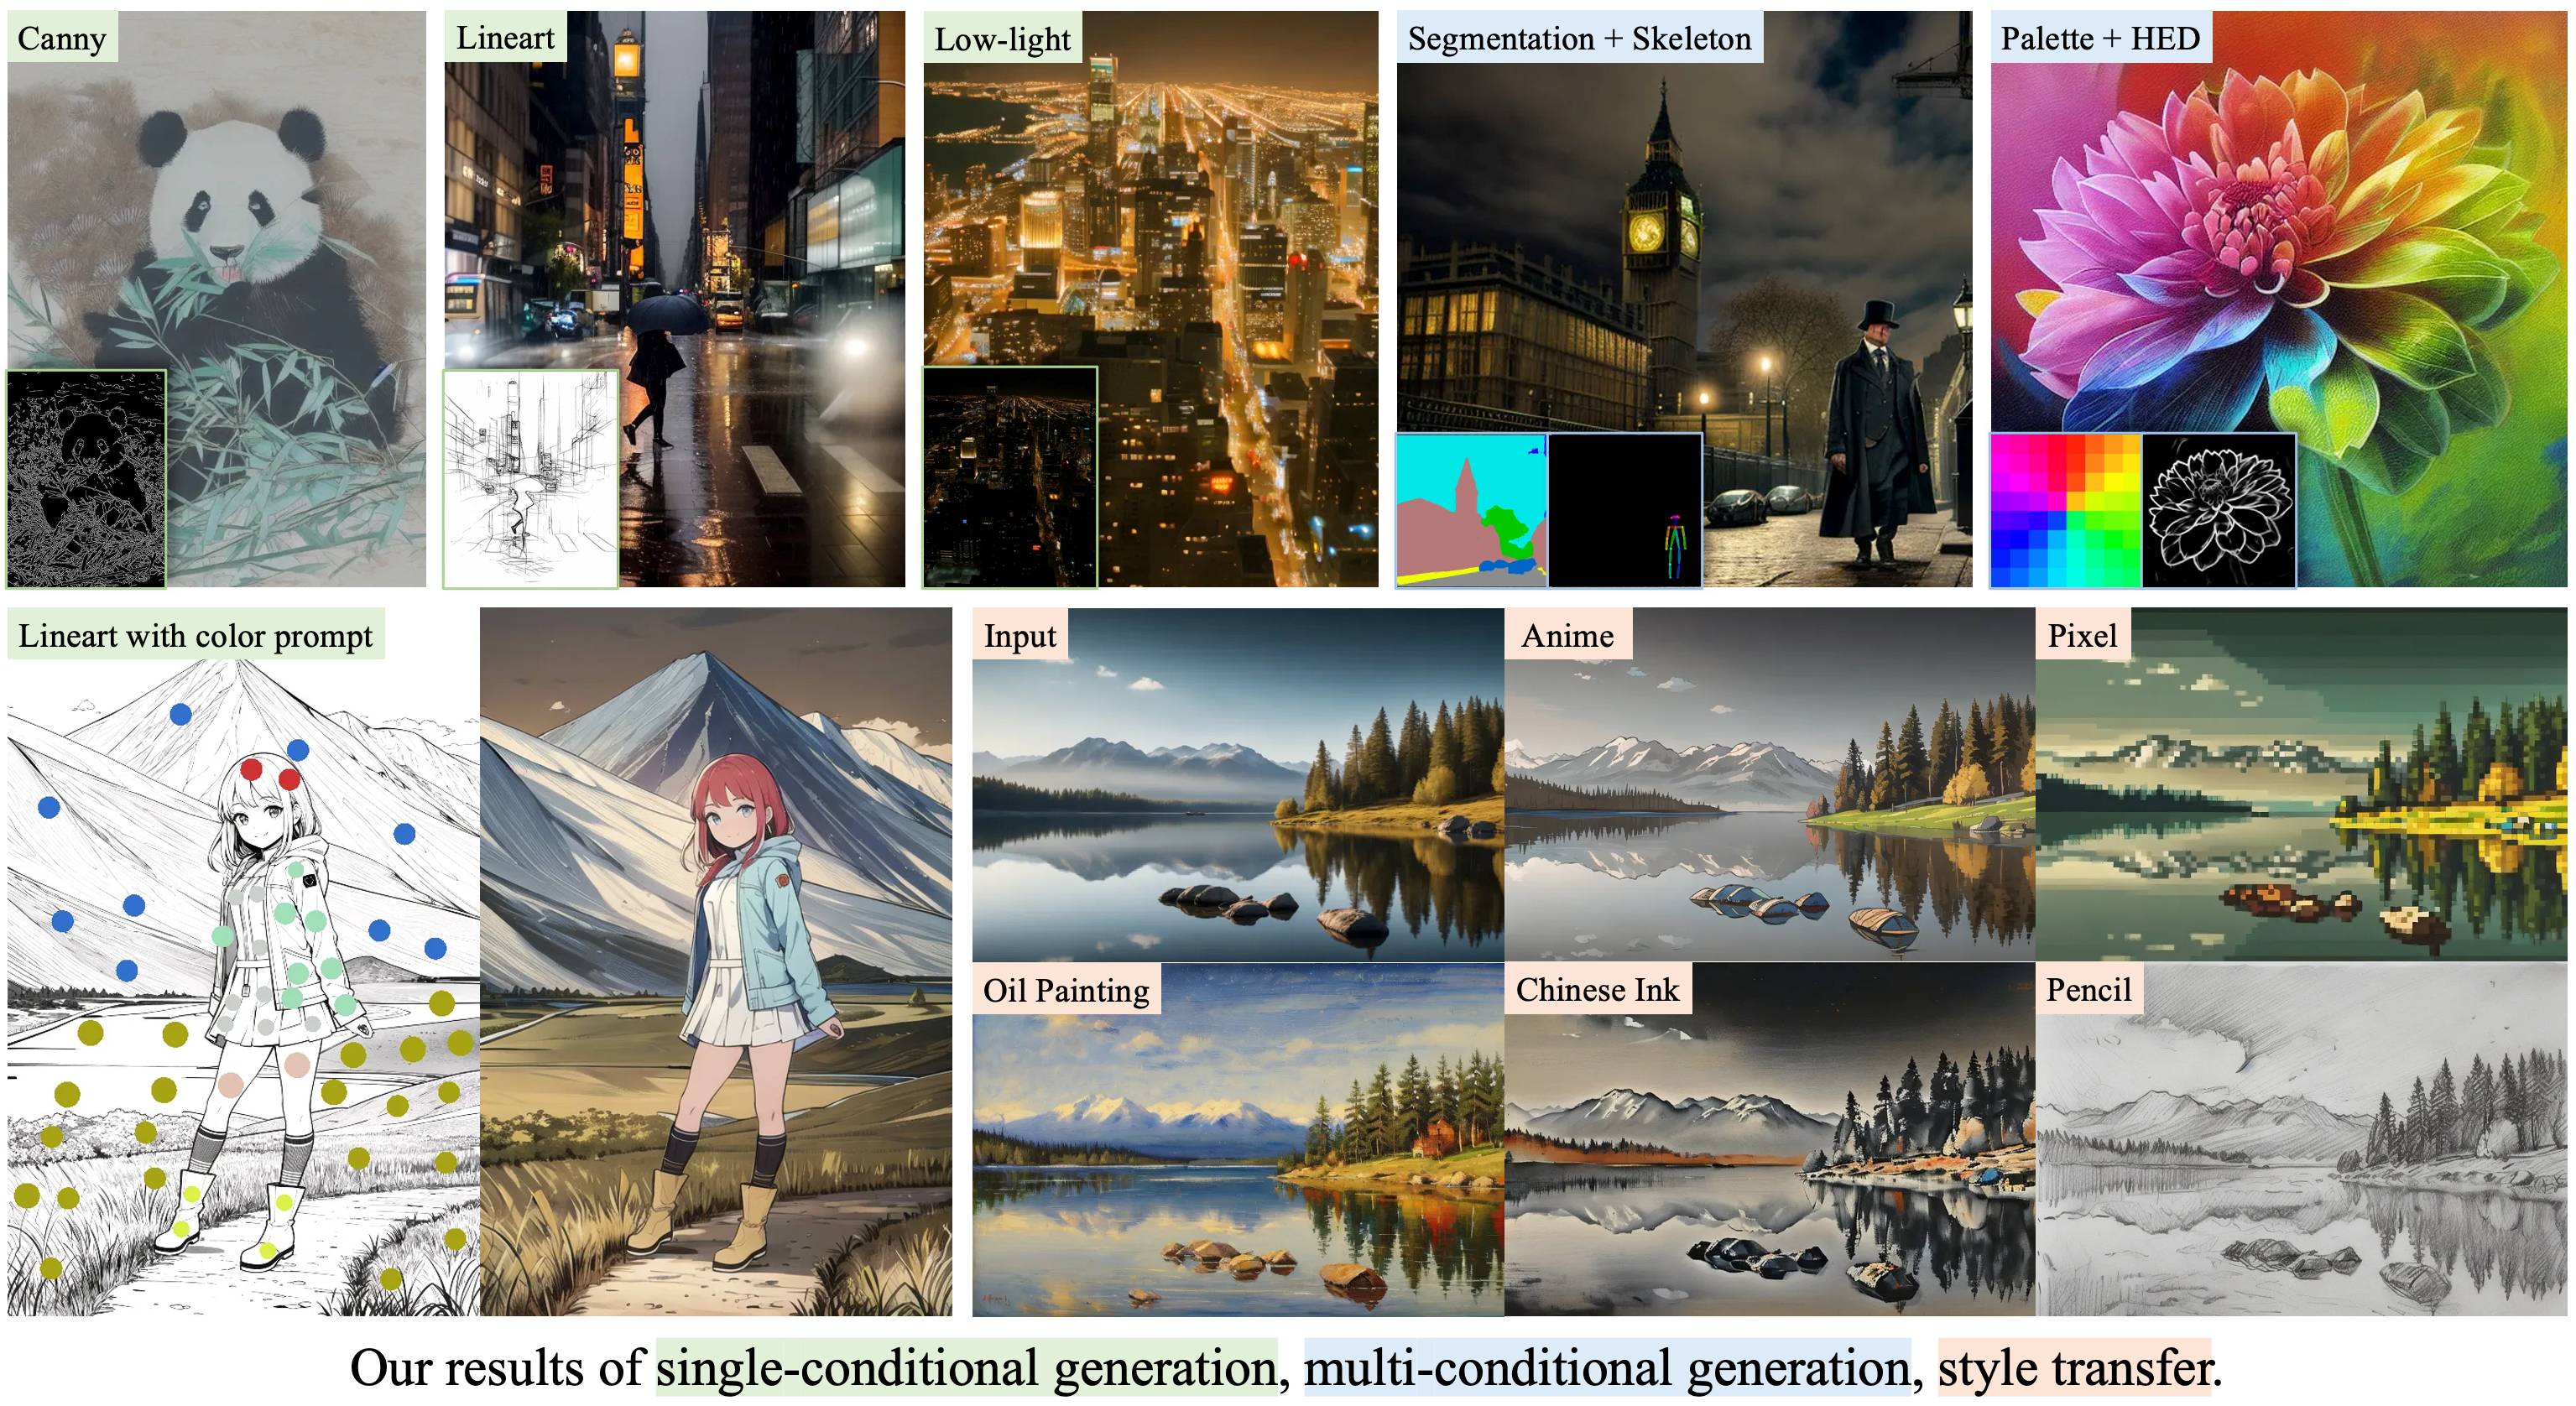 Canny
Lineart
Low-light
Segmentation + Skeleton
Palette + HED
Lineart with color prompt
Input
Anime
Pixel
Oil Painting
Chinese Ink
Pencil
Our results of single-conditional generation, multi-conditional generation, style transfer.